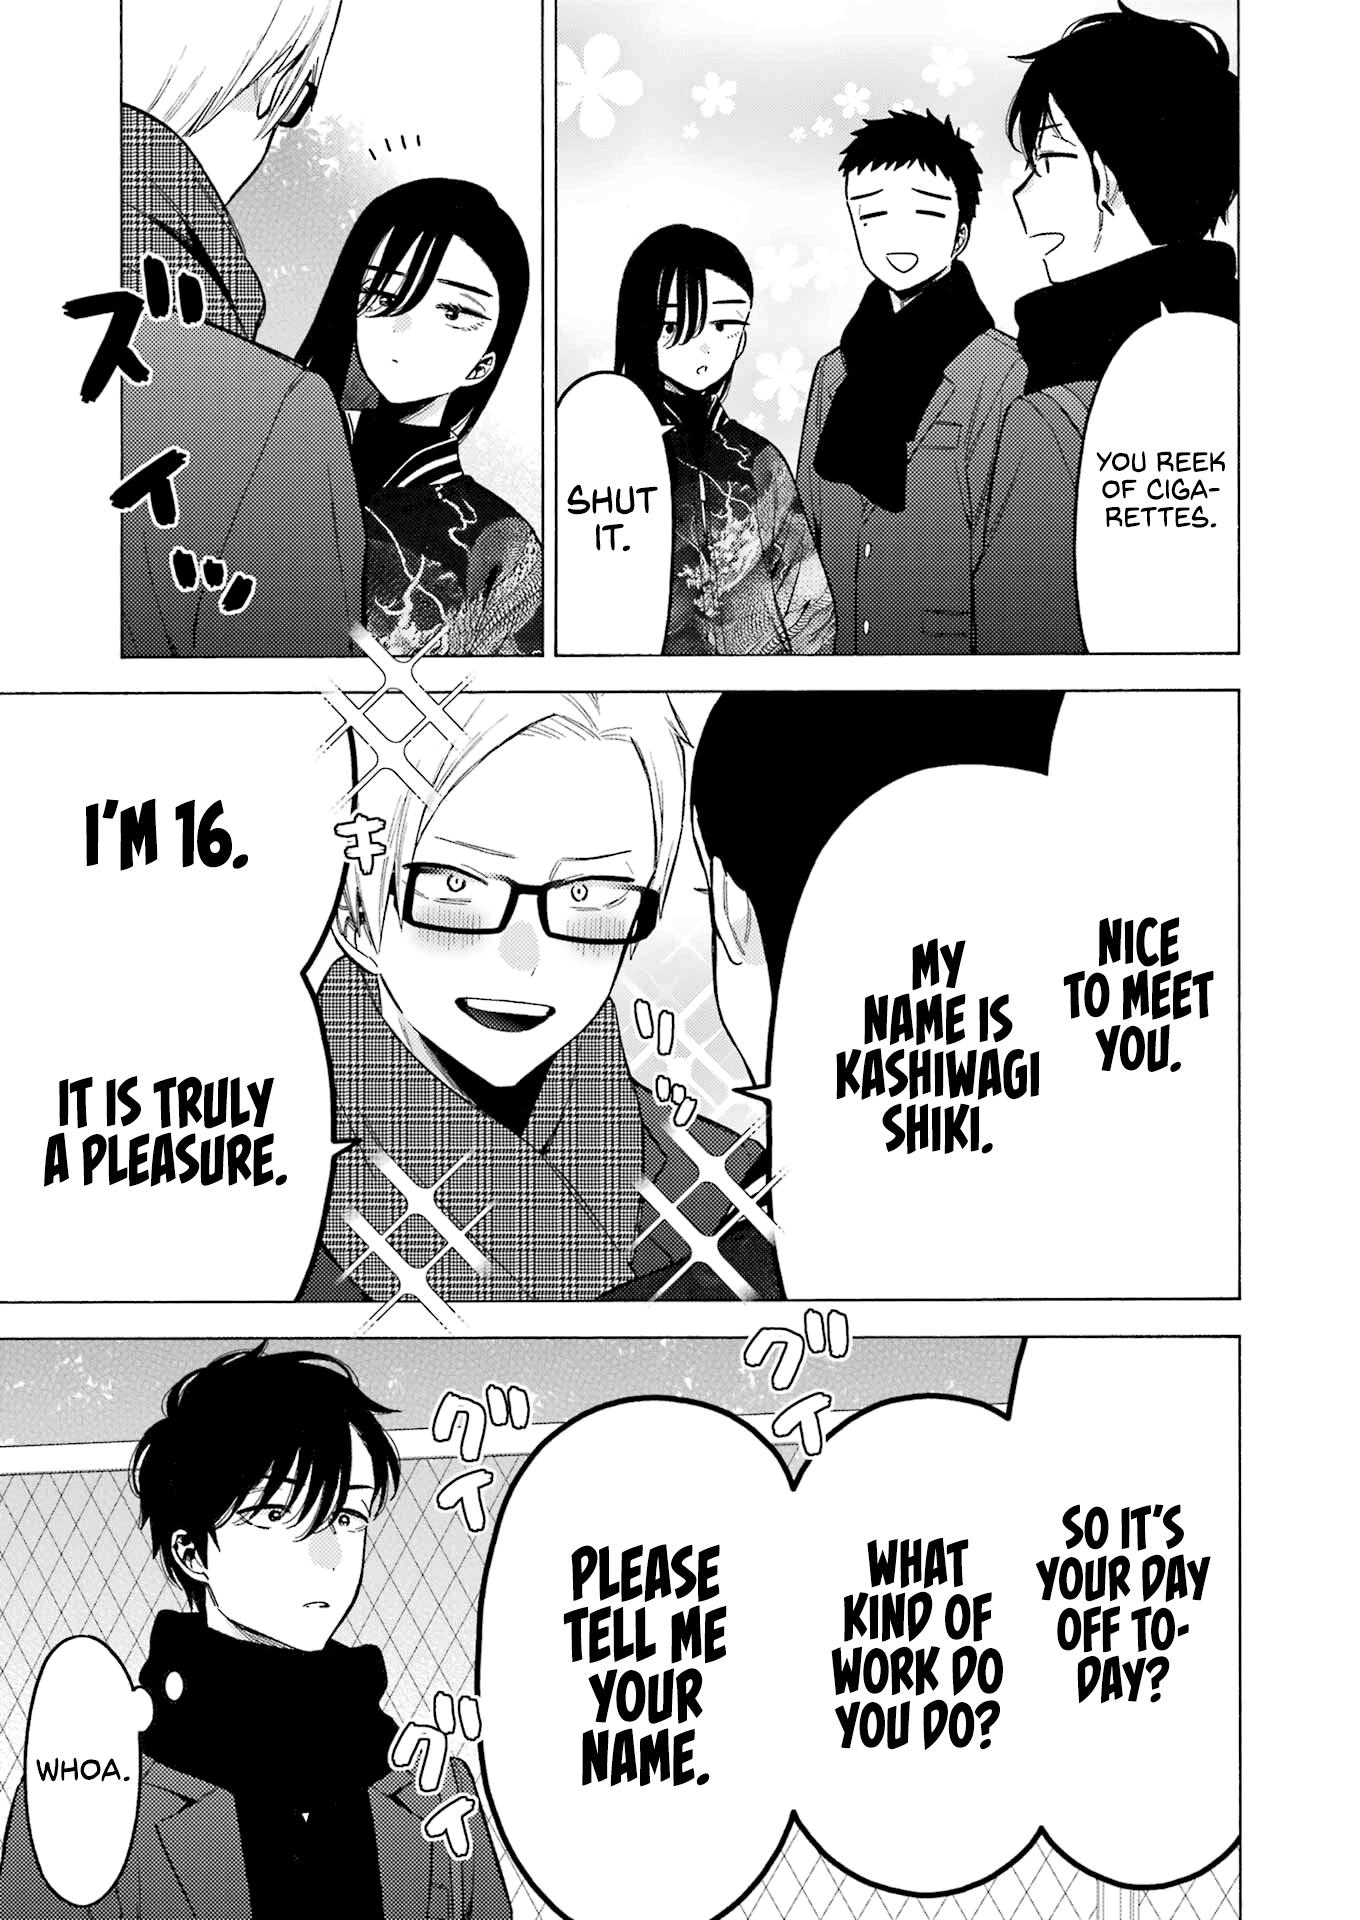 YOU REEK
OF CIGA-
RETTES.
SHUT
IT.
ズイッ
NICE
TO MEET
YOU.
MY
NAME IS
KASHIWAGI
SHIKI.
キ
ズイッ
I'M 16.
IT IS TRULY
A PLEASURE.
SO IT'S
YOUR DAY
OFF TO-
DAY?
WHAT
KIND OF
WORK DO
YOU DO?
PLEASE
TELL ME
YOUR
NAME.
グイ
グイ
グイ
WHOA.